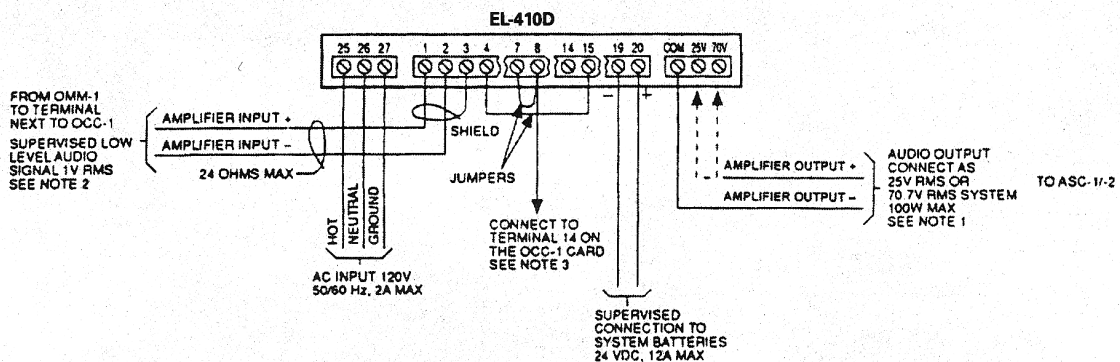 EL-410D
25 26 27 1 2 3 4 7 8 14 15 19 20 COM 25V 70V
− +
FROM OMM-1
TO TERMINAL
NEXT TO OCC-1
SUPERVISED LOW
LEVEL AUDIO
SIGNAL 1V RMS
SEE NOTE 2
AMPLIFIER INPUT +
AMPLIFIER INPUT −
24 OHMS MAX
SHIELD
JUMPERS
HOT
NEUTRAL
GROUND
AC INPUT 120V
50/60 Hz, 2A MAX
CONNECT TO
TERMINAL 14 ON
THE OCC-1 CARD
SEE NOTE 3
SUPERVISED
CONNECTION TO
SYSTEM BATTERIES
24 VDC, 12A MAX
AMPLIFIER OUTPUT +
AMPLIFIER OUTPUT −
AUDIO OUTPUT
CONNECT AS
25V RMS OR
70.7V RMS SYSTEM
100W MAX
SEE NOTE 1
TO ASC-1/-2